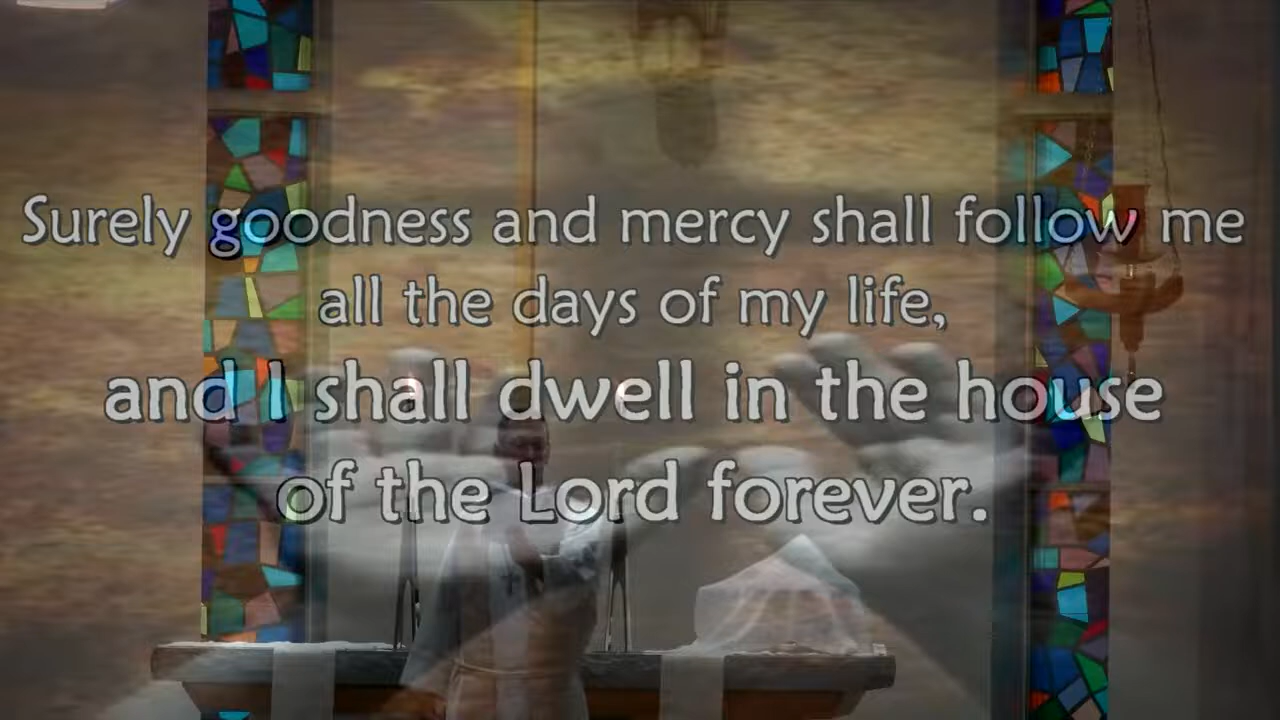 Surely goodness and mercy shall follow me
all the days of my life,
and I shall dwell in the house
of the Lord forever.